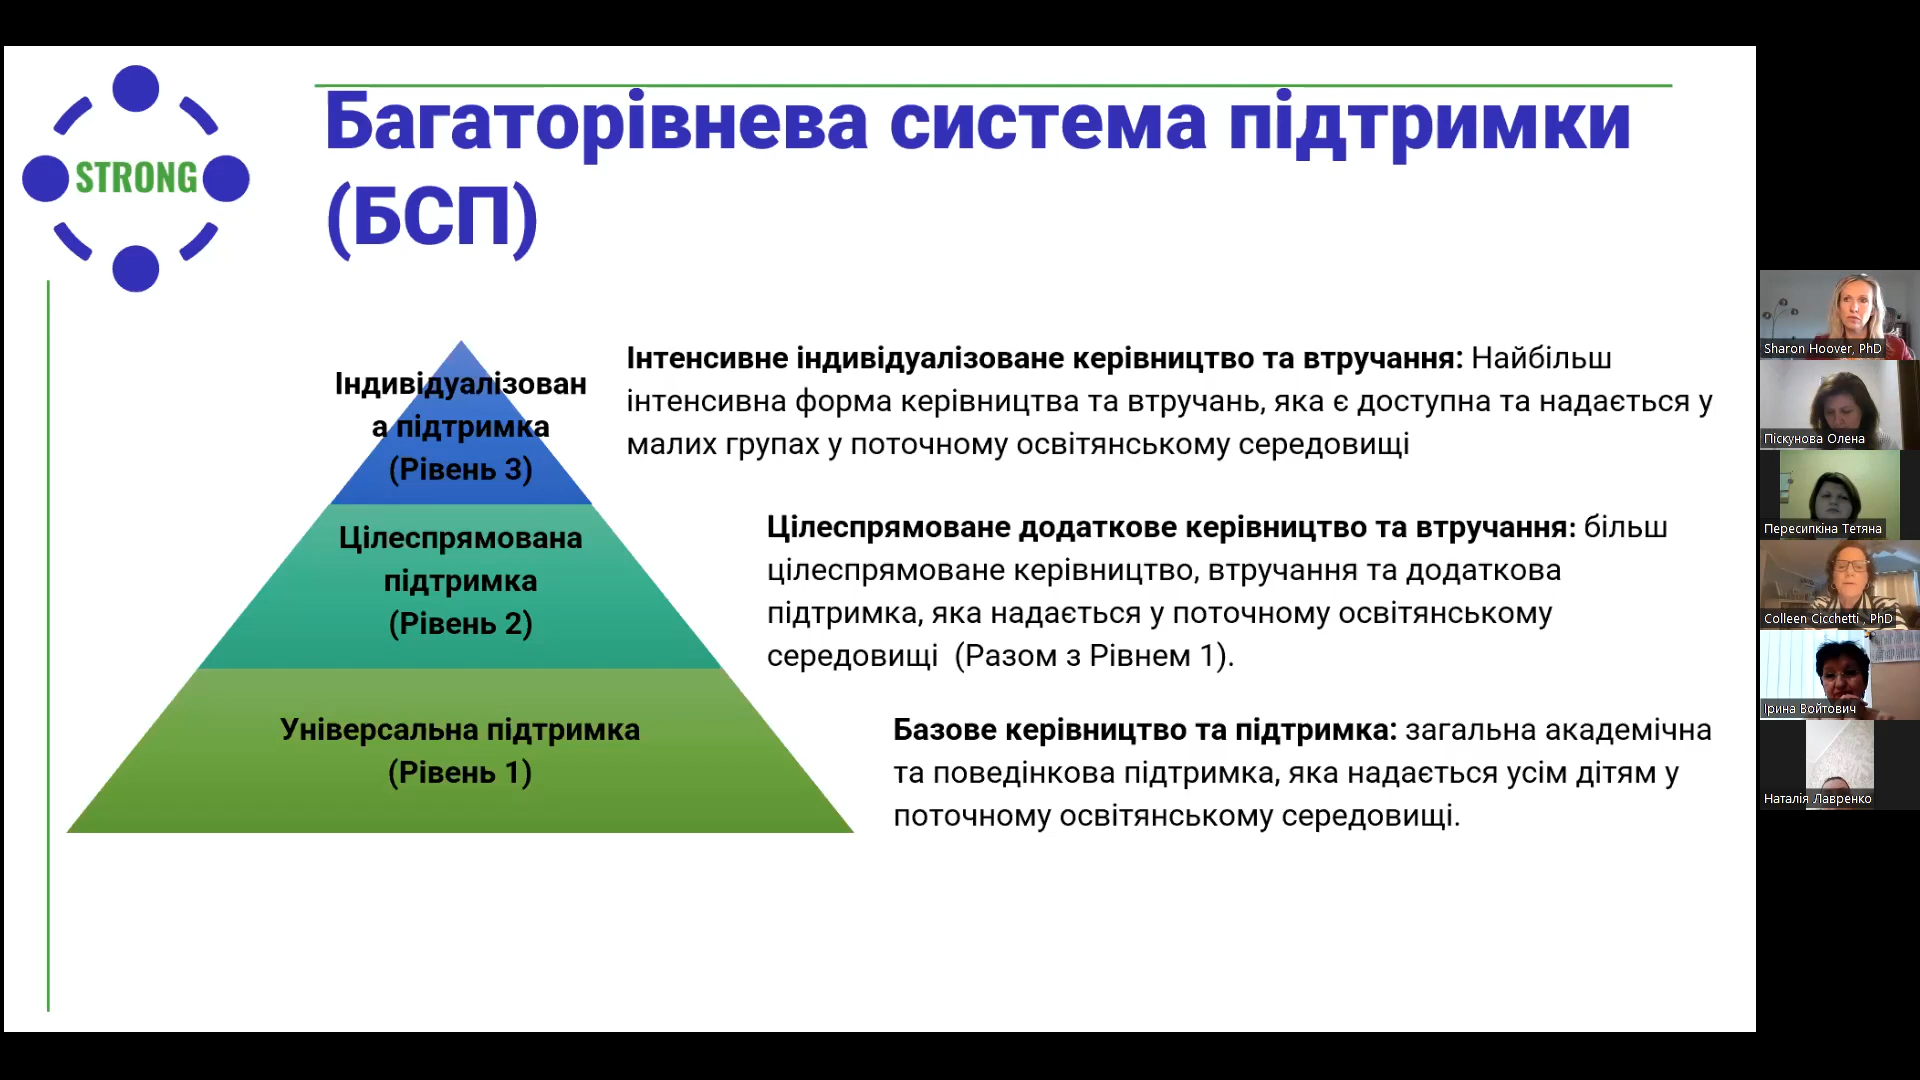 STRONG
Багаторівнева система підтримки
(БСП)
Індивідуалізован
а підтримка
(Рівень 3)
Інтенсивне індивідуалізоване керівництво та втручання: Найбільш
інтенсивна форма керівництва та втручань, яка є доступна та надається у
малих групах у поточному освітянському середовищі
Цілеспрямована
підтримка
(Рівень 2)
Цілеспрямоване додаткове керівництво та втручання: більш
цілеспрямоване керівництво, втручання та додаткова
підтримка, яка надається у поточному освітянському
середовищі (Разом з Рівнем 1).
Універсальна підтримка
(Рівень 1)
Базове керівництво та підтримка: загальна академічна
та поведінкова підтримка, яка надається усім дітям у
поточному освітянському середовищі.
Sharon Hoover, PhD
Піскунова Олена
Пересипкіна Тетяна
Colleen Cicchetti , PhD
Ірина Войтович
Наталія Лавренко